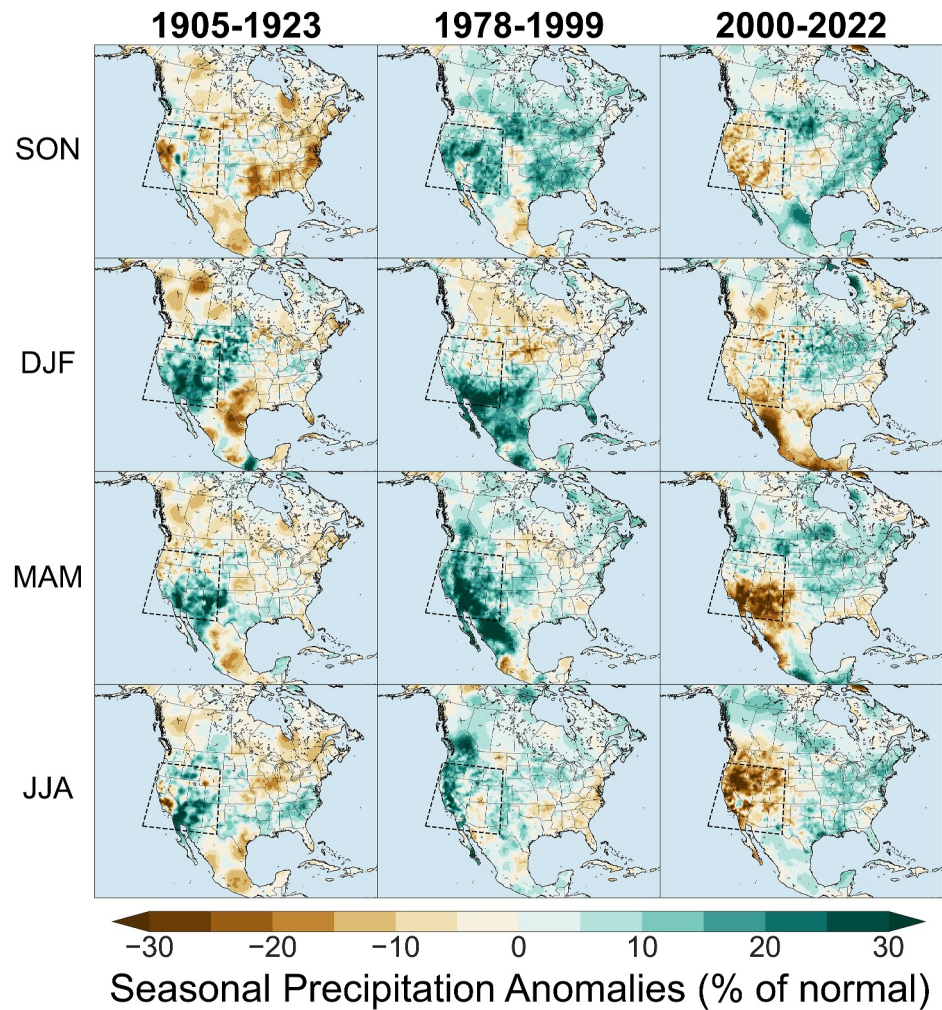 1905-1923 1978-1999 2000-2022
SON
DJF
MAM
JJA
−30 −20 −10 0 10 20 30
Seasonal Precipitation Anomalies (% of normal)